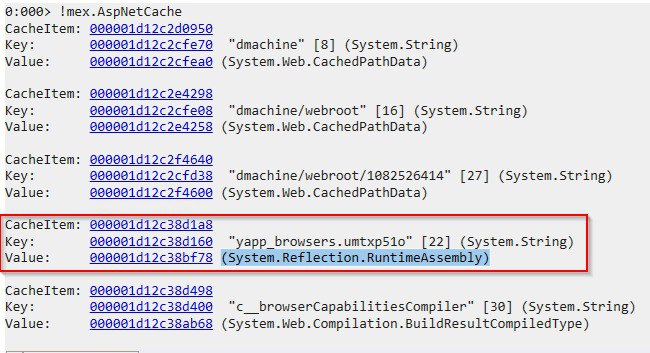 0:000> !mex.AspNetCache
CacheItem: 000001d12c2d0950
Key: 000001d12c2cfe70 "dmachine" [8] (System.String)
Value: 000001d12c2cfea0 (System.Web.CachedPathData)
CacheItem: 000001d12c2e4298
Key: 000001d12c2cfe08 "dmachine/webroot" [16] (System.String)
Value: 000001d12c2e4258 (System.Web.CachedPathData)
CacheItem: 000001d12c2f4640
Key: 000001d12c2cfd38 "dmachine/webroot/1082526414" [27] (System.String)
Value: 000001d12c2f4600 (System.Web.CachedPathData)
CacheItem: 000001d12c38d1a8
Key: 000001d12c38d160 "yapp_browsers.umtxp51o" [22] (System.String)
Value: 000001d12c38bf78 (System.Reflection.RuntimeAssembly)
CacheItem: 000001d12c38d498
Key: 000001d12c38d400 "c__browserCapabilitiesCompiler" [30] (System.String)
Value: 000001d12c38ab68 (System.Web.Compilation.BuildResultCompiledType)